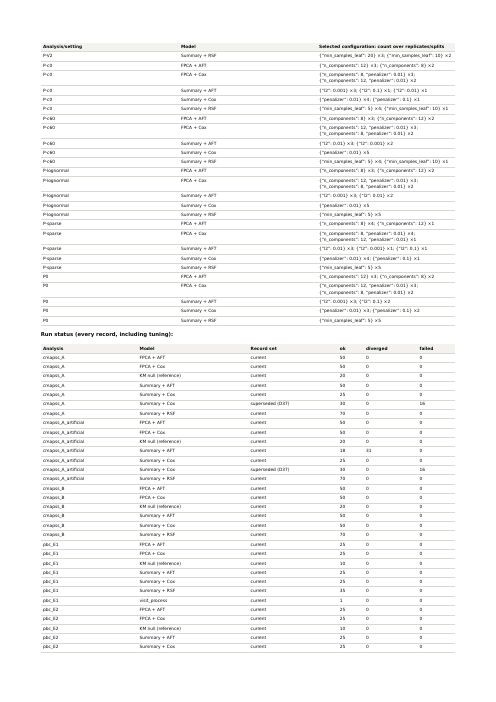 Analysis/setting Model Selected configuration: count over replicates/splits
P-V2 Summary + RSF {"min_samples_leaf": 20} ×3; {"min_samples_leaf": 10} ×2
P-c0 FPCA + AFT {"n_components": 12} ×3; {"n_components": 8} ×2
P-c0 FPCA + Cox {"n_components": 8, "penalizer": 0.01} ×3;
{"n_components": 12, "penalizer": 0.01} ×2
P-c0 Summary + AFT {"l2": 0.001} ×3; {"l2": 0.1} ×1; {"l2": 0.01} ×1
P-c0 Summary + Cox {"penalizer": 0.01} ×4; {"penalizer": 0.1} ×1
P-c0 Summary + RSF {"min_samples_leaf": 5} ×4; {"min_samples_leaf": 10} ×1
P-c60 FPCA + AFT {"n_components": 8} ×3; {"n_components": 12} ×2
P-c60 FPCA + Cox {"n_components": 12, "penalizer": 0.01} ×3;
{"n_components": 8, "penalizer": 0.01} ×2
P-c60 Summary + AFT {"l2": 0.01} ×3; {"l2": 0.001} ×2
P-c60 Summary + Cox {"penalizer": 0.01} ×5
P-c60 Summary + RSF {"min_samples_leaf": 5} ×4; {"min_samples_leaf": 10} ×1
P-lognormal FPCA + AFT {"n_components": 8} ×3; {"n_components": 12} ×2
P-lognormal FPCA + Cox {"n_components": 12, "penalizer": 0.01} ×3;
{"n_components": 8, "penalizer": 0.01} ×2
P-lognormal Summary + AFT {"l2": 0.001} ×3; {"l2": 0.01} ×2
P-lognormal Summary + Cox {"penalizer": 0.01} ×5
P-lognormal Summary + RSF {"min_samples_leaf": 5} ×5
P-sparse FPCA + AFT {"n_components": 8} ×4; {"n_components": 12} ×1
P-sparse FPCA + Cox {"n_components": 8, "penalizer": 0.01} ×4;
{"n_components": 12, "penalizer": 0.01} ×1
P-sparse Summary + AFT {"l2": 0.01} ×3; {"l2": 0.001} ×1; {"l2": 0.1} ×1
P-sparse Summary + Cox {"penalizer": 0.01} ×4; {"penalizer": 0.1} ×1
P-sparse Summary + RSF {"min_samples_leaf": 5} ×5
P0 FPCA + AFT {"n_components": 12} ×3; {"n_components": 8} ×2
P0 FPCA + Cox {"n_components": 12, "penalizer": 0.01} ×3;
{"n_components": 8, "penalizer": 0.01} ×2
P0 Summary + AFT {"l2": 0.001} ×3; {"l2": 0.1} ×2
P0 Summary + Cox {"penalizer": 0.01} ×3; {"penalizer": 0.1} ×2
P0 Summary + RSF {"min_samples_leaf": 5} ×5
Run status (every record, including tuning):
Analysis Model Record set ok diverged failed
cmapss_A FPCA + AFT current 50 0 0
cmapss_A FPCA + Cox current 50 0 0
cmapss_A KM null (reference) current 20 0 0
cmapss_A Summary + AFT current 50 0 0
cmapss_A Summary + Cox current 25 0 0
cmapss_A Summary + Cox superseded (D37) 30 0 16
cmapss_A Summary + RSF current 70 0 0
cmapss_A_artificial FPCA + AFT current 50 0 0
cmapss_A_artificial FPCA + Cox current 50 0 0
cmapss_A_artificial KM null (reference) current 20 0 0
cmapss_A_artificial Summary + AFT current 18 31 0
cmapss_A_artificial Summary + Cox current 25 0 0
cmapss_A_artificial Summary + Cox superseded (D37) 30 0 16
cmapss_A_artificial Summary + RSF current 70 0 0
cmapss_B FPCA + AFT current 50 0 0
cmapss_B FPCA + Cox current 50 0 0
cmapss_B KM null (reference) current 20 0 0
cmapss_B Summary + AFT current 50 0 0
cmapss_B Summary + Cox current 50 0 0
cmapss_B Summary + RSF current 70 0 0
pbc_E1 FPCA + AFT current 25 0 0
pbc_E1 FPCA + Cox current 25 0 0
pbc_E1 KM null (reference) current 10 0 0
pbc_E1 Summary + AFT current 25 0 0
pbc_E1 Summary + Cox current 25 0 0
pbc_E1 Summary + RSF current 35 0 0
pbc_E1 visit_process current 1 0 0
pbc_E2 FPCA + AFT current 25 0 0
pbc_E2 FPCA + Cox current 25 0 0
pbc_E2 KM null (reference) current 10 0 0
pbc_E2 Summary + AFT current 25 0 0
pbc_E2 Summary + Cox current 25 0 0